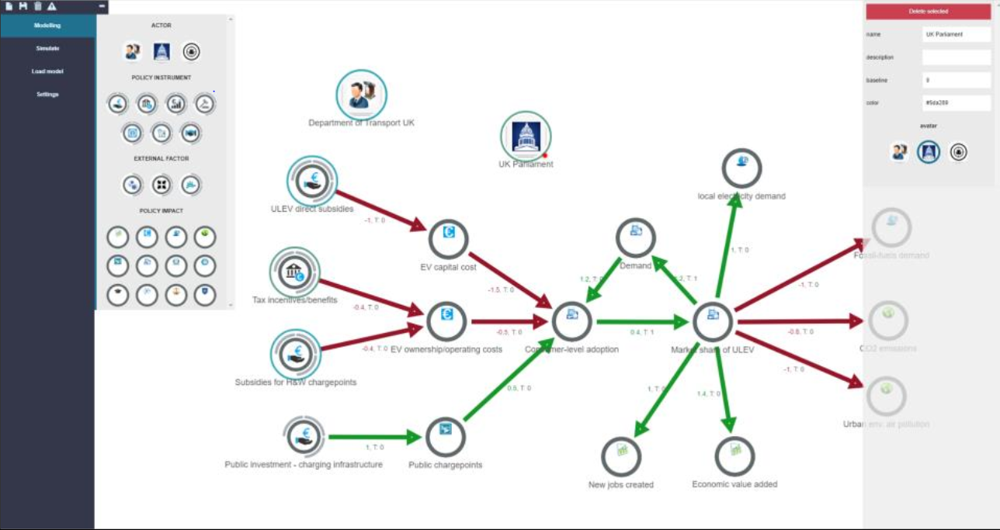 Modelling
Simulate
Load model
Settings
ACTOR
POLICY INSTRUMENT
EXTERNAL FACTOR
POLICY IMPACT
Department of Transport UK
UK Parliament
ULEV direct subsidies
-1, T: 0
EV capital cost
-1.5, T: 0
Tax incentives/benefits
-0.4, T: 0
Subsidies for H&W chargepoints
-0.4, T: 0
EV ownership/operating costs
-0.5, T: 0
Public investment - charging infrastructure
1, T: 0
Public chargepoints
0.6, T: 0
Consumer-level adoption
0.4, T: 1
Demand
1.2, T: 0
1.2, T: 1
Market share of ULEV
local electricity demand
1, T: 0
-1, T: 0
-0.8, T: 0
-1, T: 0
1, T: 0
1.4, T: 0
New jobs created
Economic value added
Fossil-fuels demand
CO2 emissions
Urban env. air pollution
Delete selected
name
UK Parliament
description
baseline
color
#5da289
avatar